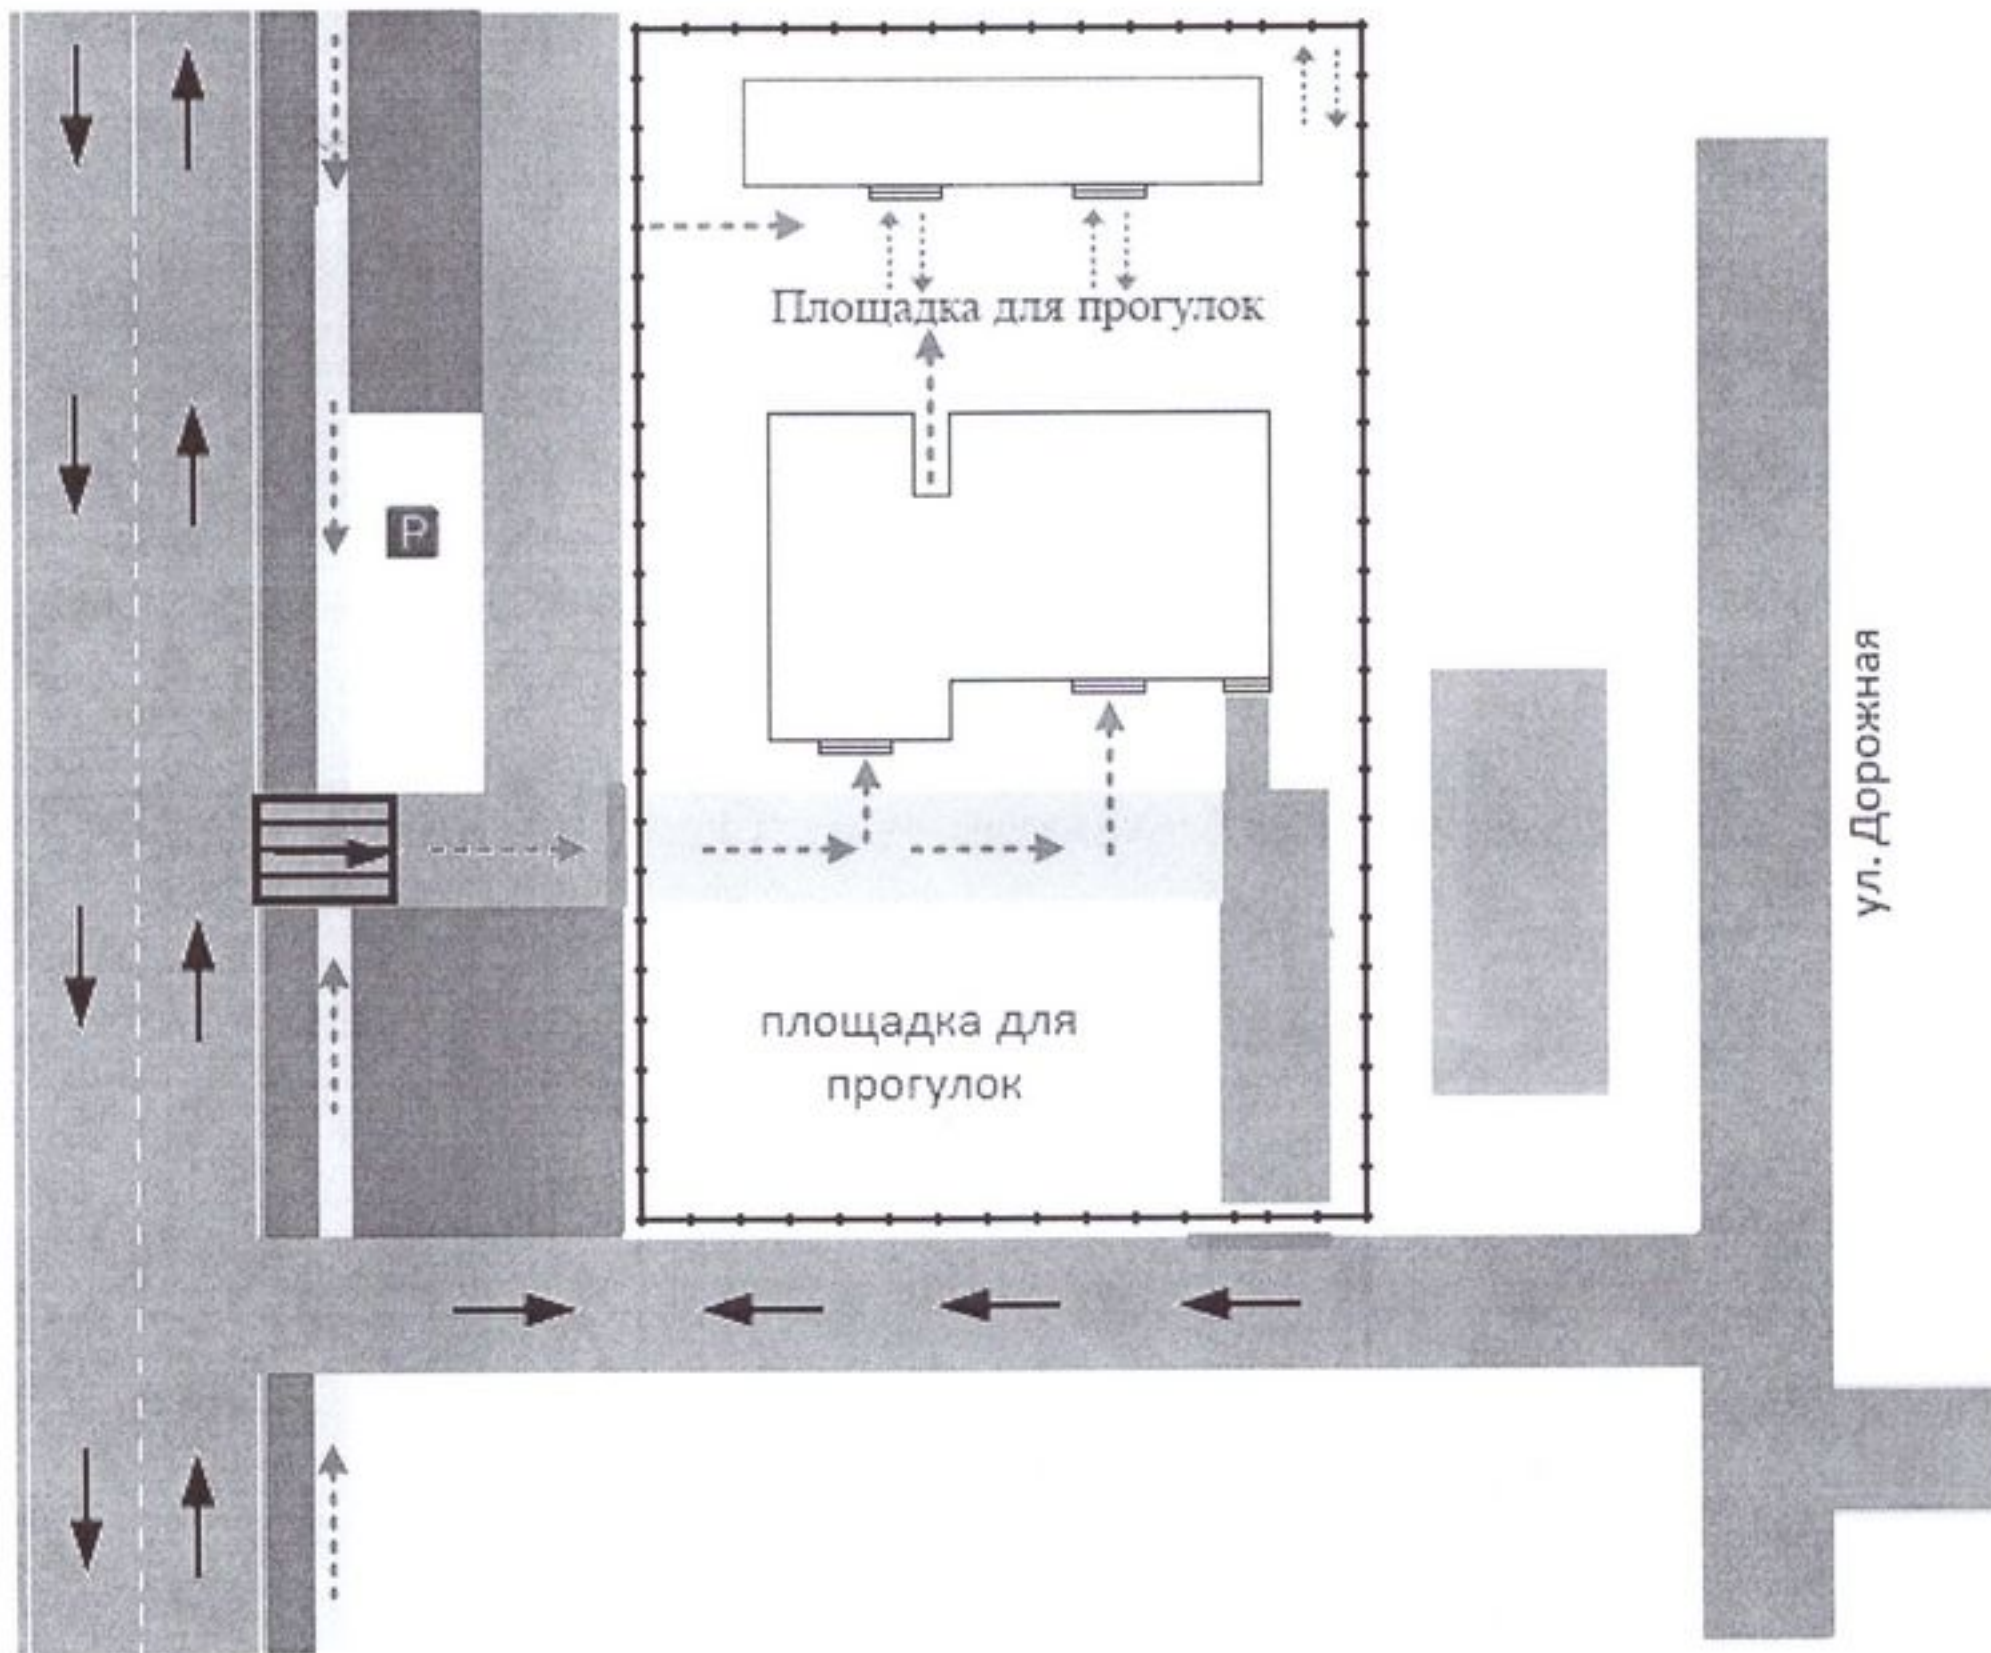 Площадка для прогулок
P
ул. Дорожная
площадка для
прогулок